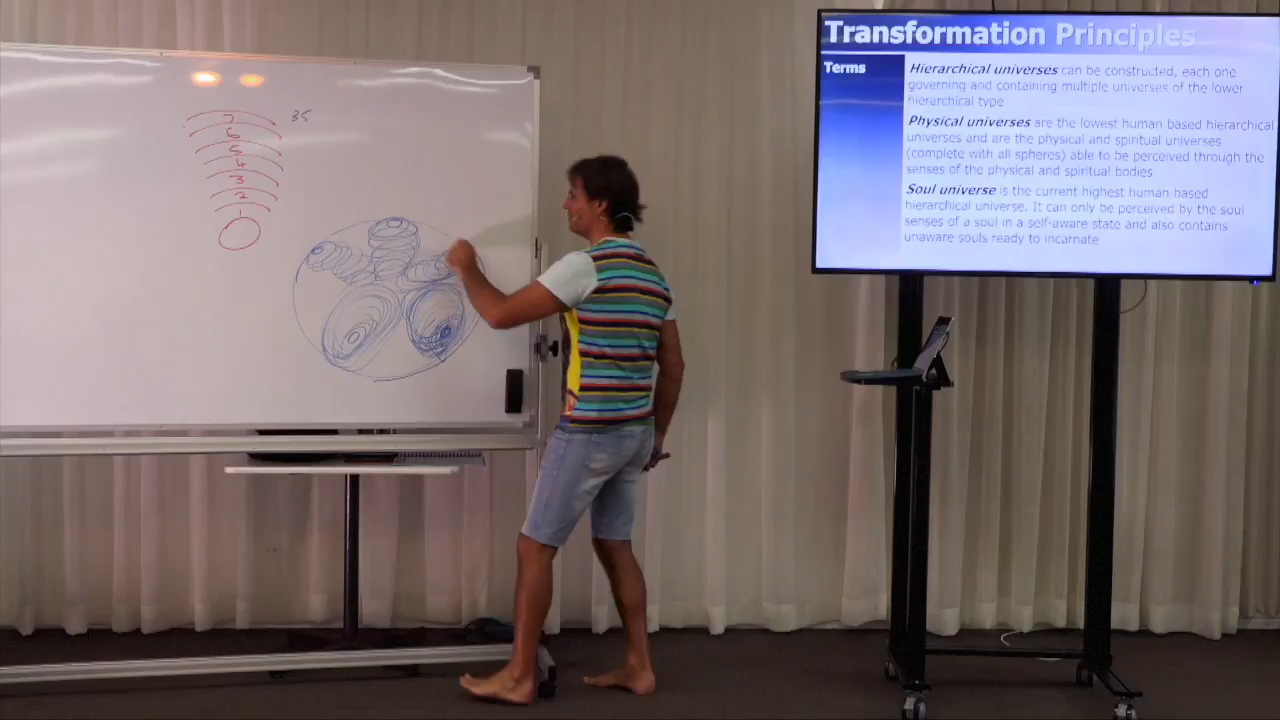 7
35
6
5
4
3
2
1
Transformation Principles
Terms
Hierarchical universes can be constructed, each one
governing and containing multiple universes of the lower
hierarchical type
Physical universes are the lowest human based hierarchical
universes and are the physical and spiritual universes
(complete with all spheres) able to be perceived through the
senses of the physical and spiritual bodies
Soul universe is the current highest human based
hierarchical universe. It can only be perceived by the soul
senses of a soul in a self-aware state and also contains
unaware souls ready to incarnate